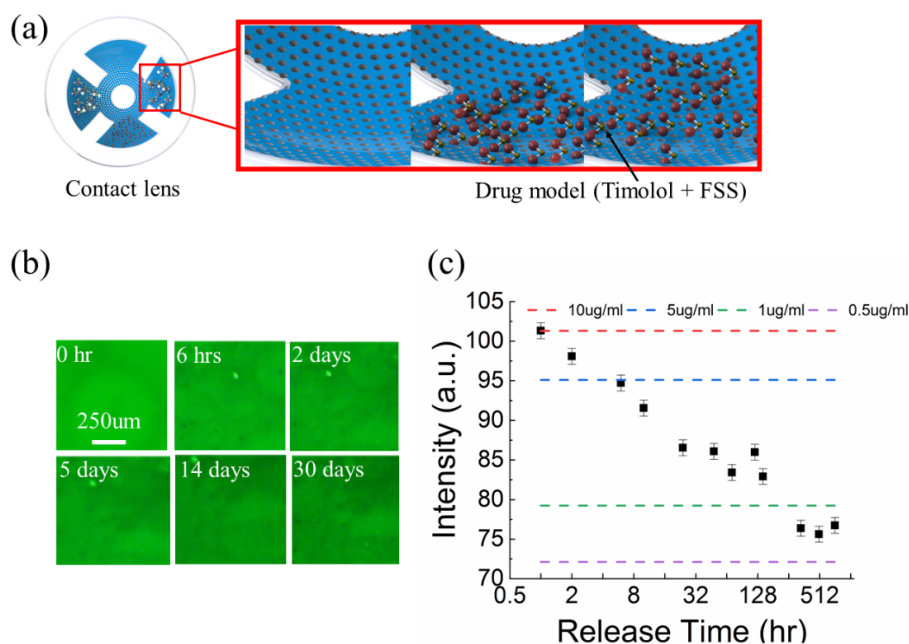 (a)
Contact lens
Drug model (Timolol + FSS)
(b)
0 hr
6 hrs
2 days
250um
5 days
14 days
30 days
(c)
105
100
95
90
85
80
75
70
Intensity (a.u.)
10ug/ml
5ug/ml
1ug/ml
0.5ug/ml
0.5
2
8
32
128
512
Release Time (hr)